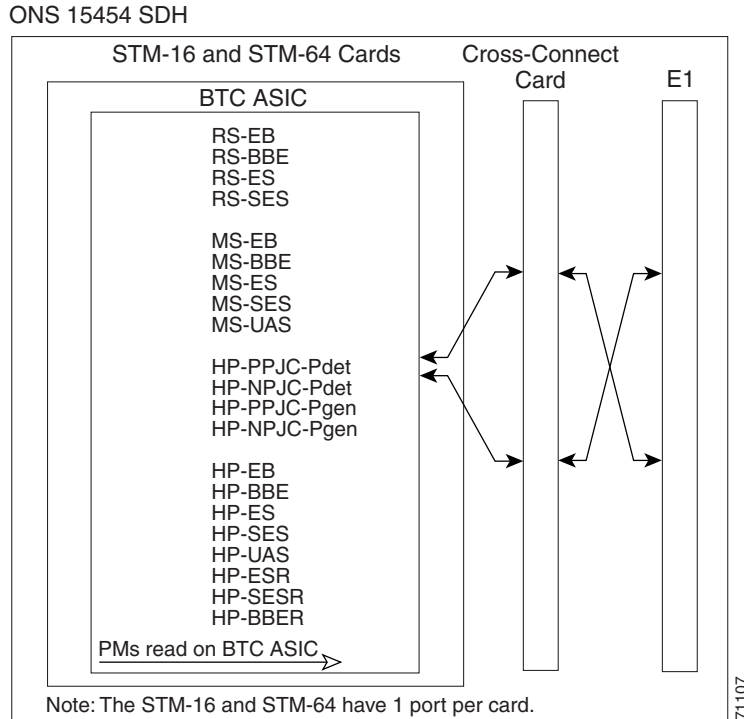 ONS 15454 SDH
STM-16 and STM-64 Cards
Cross-Connect
Card
E1
BTC ASIC
RS-EB
RS-BBE
RS-ES
RS-SES
MS-EB
MS-BBE
MS-ES
MS-SES
MS-UAS
HP-PPJC-Pdet
HP-NPJC-Pdet
HP-PPJC-Pgen
HP-NPJC-Pgen
HP-EB
HP-BBE
HP-ES
HP-SES
HP-UAS
HP-ESR
HP-SESR
HP-BBER
PMs read on BTC ASIC
Note: The STM-16 and STM-64 have 1 port per card.
71107